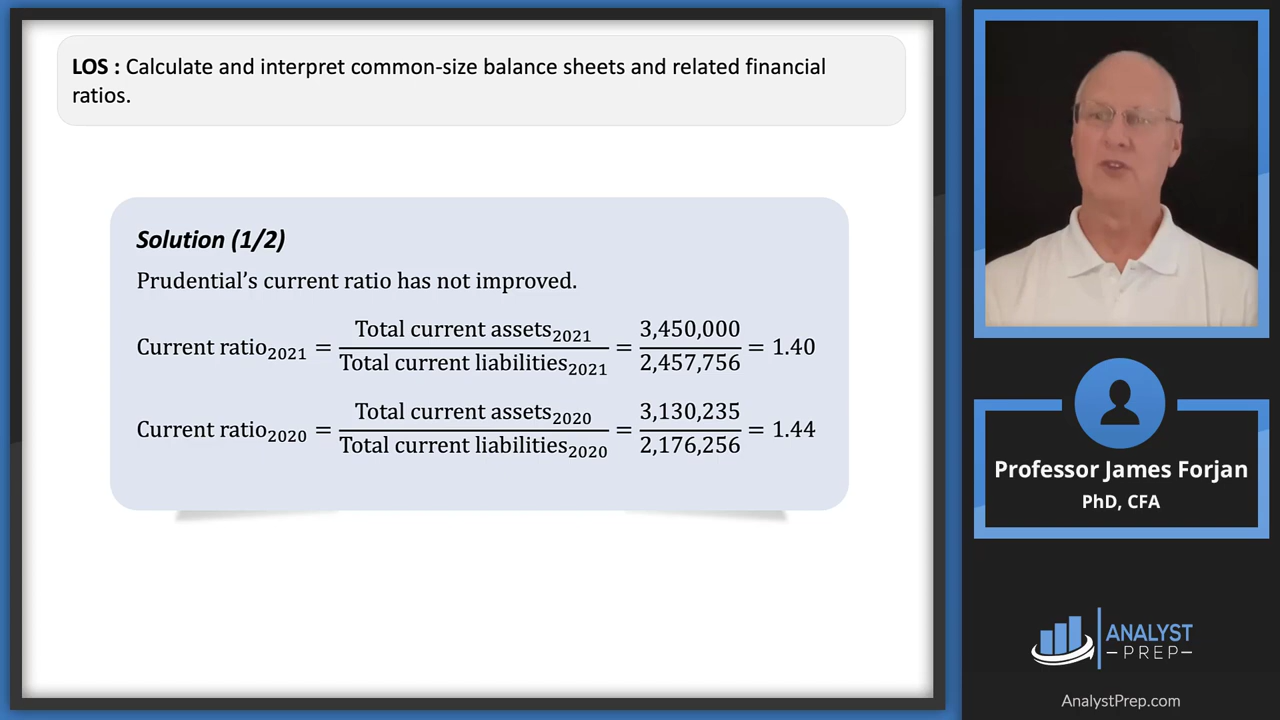 LOS : Calculate and interpret common-size balance sheets and related financial
ratios.
Solution (1/2)
Prudential's current ratio has not improved.
Current ratio₂₀₂₁ = Total current assets₂₀₂₁ / Total current liabilities₂₀₂₁ = 3,450,000 / 2,457,756 = 1.40
Current ratio₂₀₂₀ = Total current assets₂₀₂₀ / Total current liabilities₂₀₂₀ = 3,130,235 / 2,176,256 = 1.44
Professor James Forjan
PhD, CFA
ANALYST
PREP
AnalystPrep.com